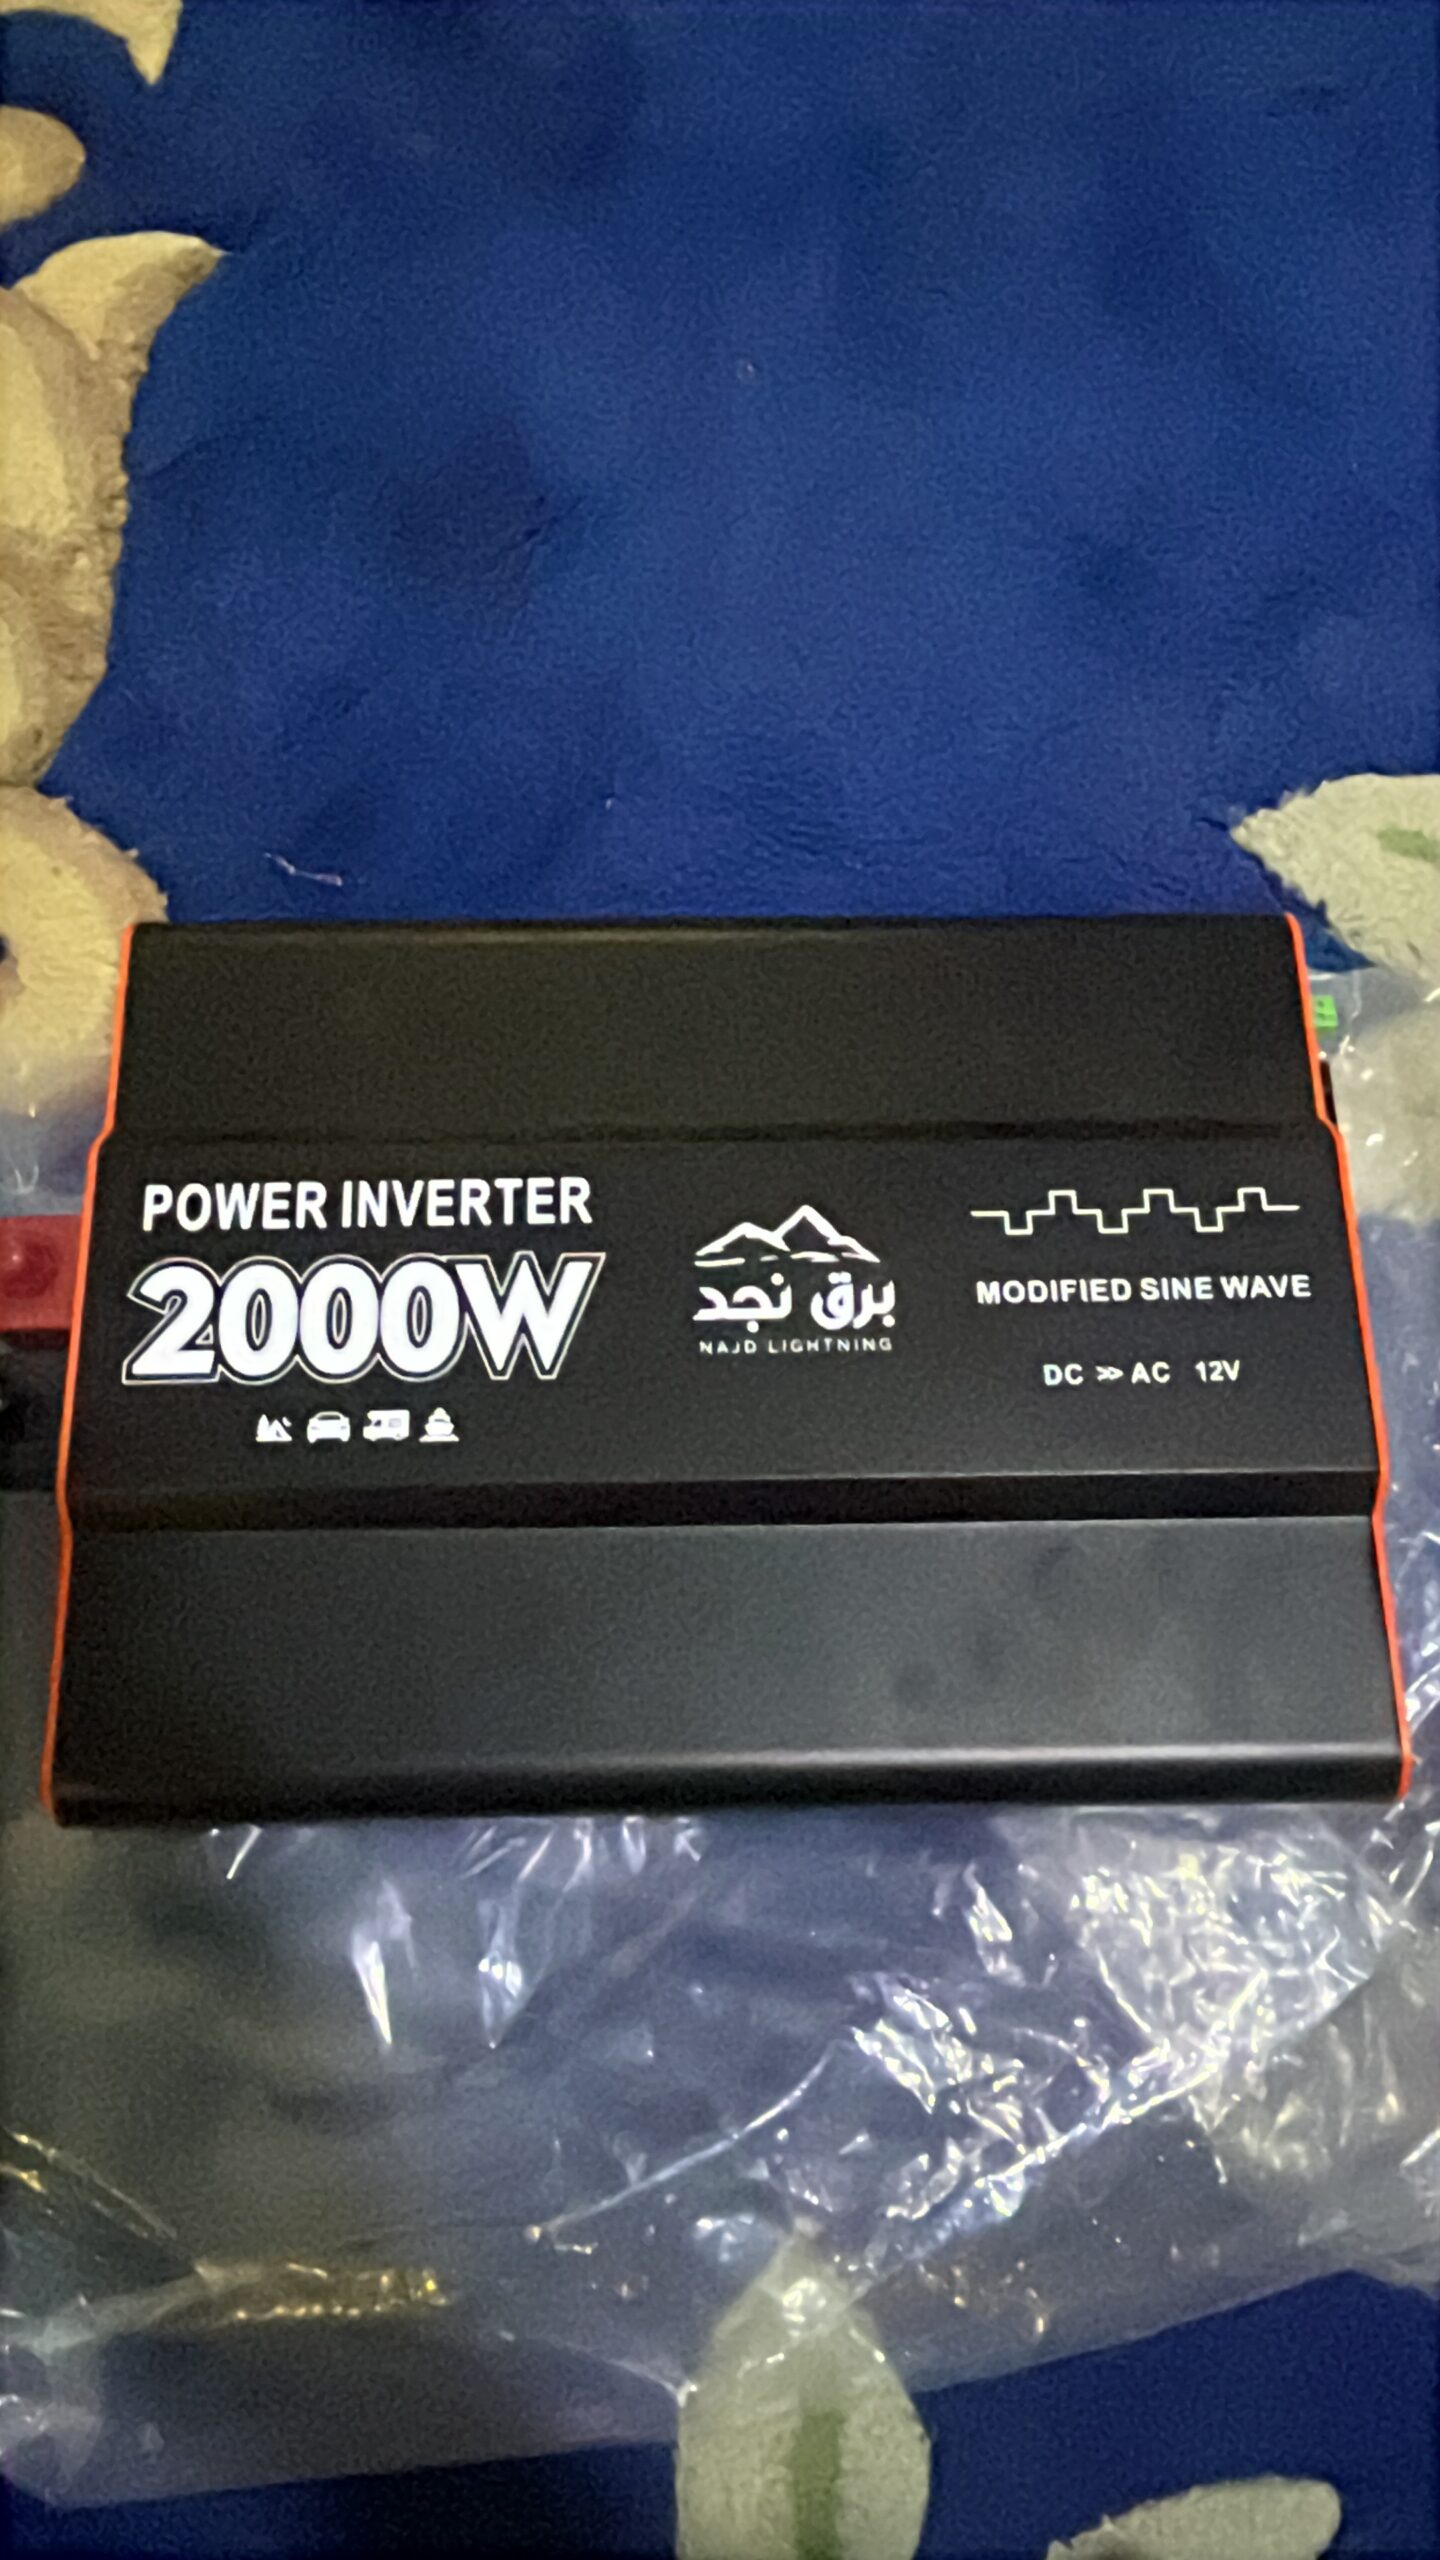 POWER INVERTER
2000W
برق نجد
NAJD LIGHTNING
MODIFIED SINE WAVE
DC >> AC 12V